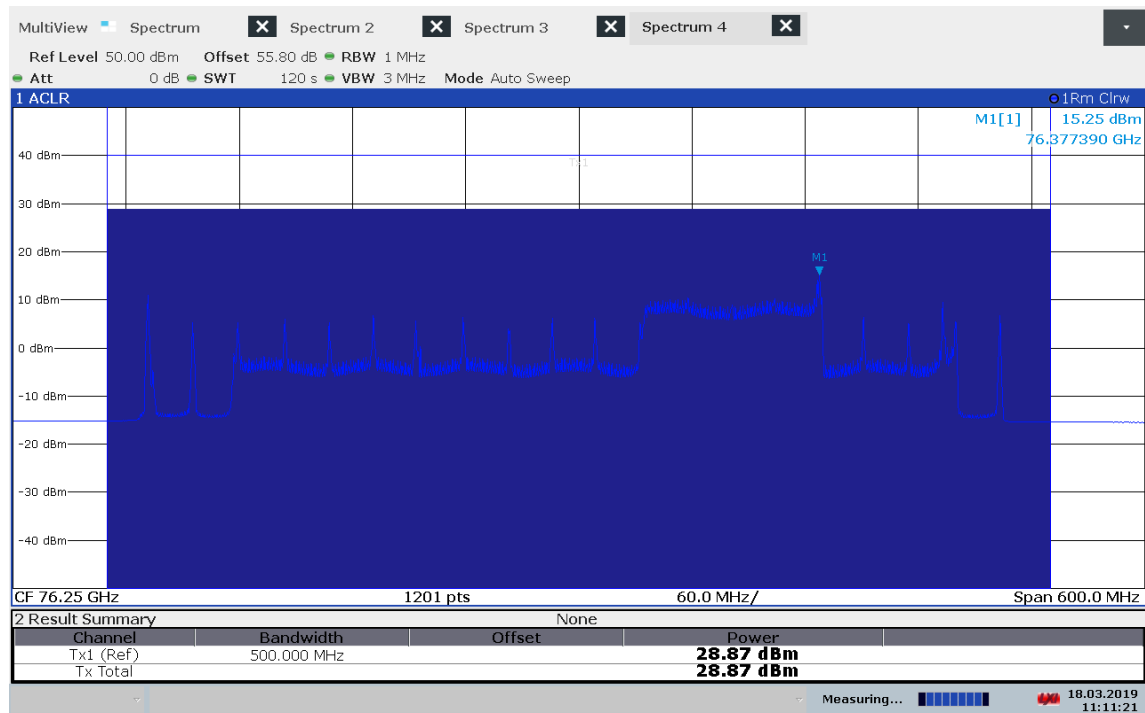 MultiView Spectrum Spectrum 2 Spectrum 3 Spectrum 4
Ref Level 50.00 dBm Offset 55.80 dB RBW 1 MHz
Att 0 dB SWT 120 s VBW 3 MHz Mode Auto Sweep
1 ACLR 1Rm Clrw
M1[1] 15.25 dBm
76.377390 GHz
40 dBm
Tx1
30 dBm
20 dBm
M1
10 dBm
0 dBm
-10 dBm
-20 dBm
-30 dBm
-40 dBm
CF 76.25 GHz 1201 pts 60.0 MHz/ Span 600.0 MHz
2 Result Summary None
Channel Bandwidth Offset Power
Tx1 (Ref) 500.000 MHz 28.87 dBm
Tx Total 28.87 dBm
Measuring... 18.03.2019
11:11:21